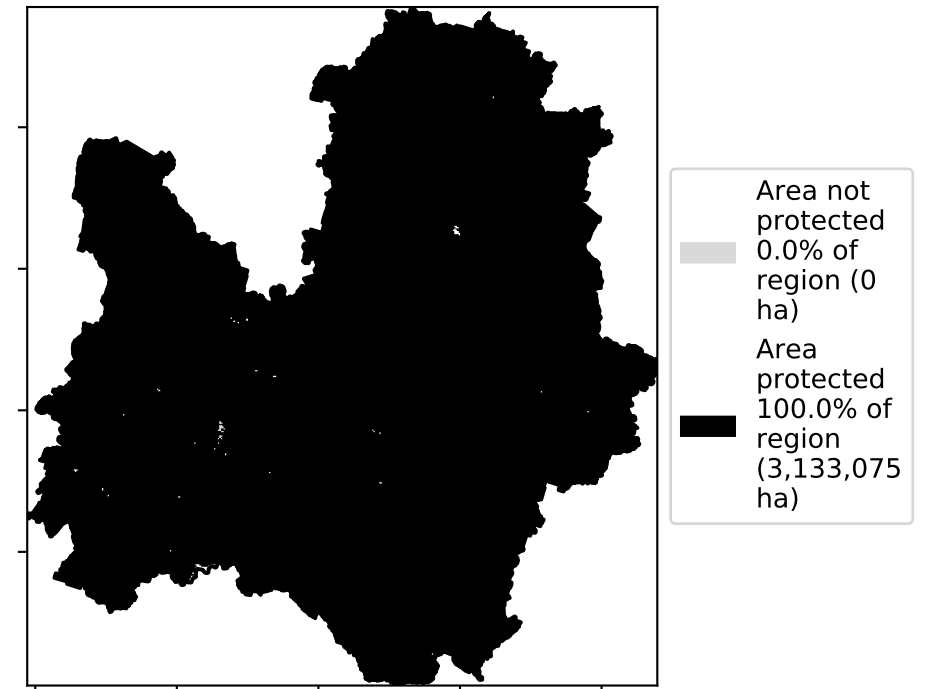 Area not
protected
0.0% of
region (0
ha)
Area
protected
100.0% of
region
(3,133,075
ha)